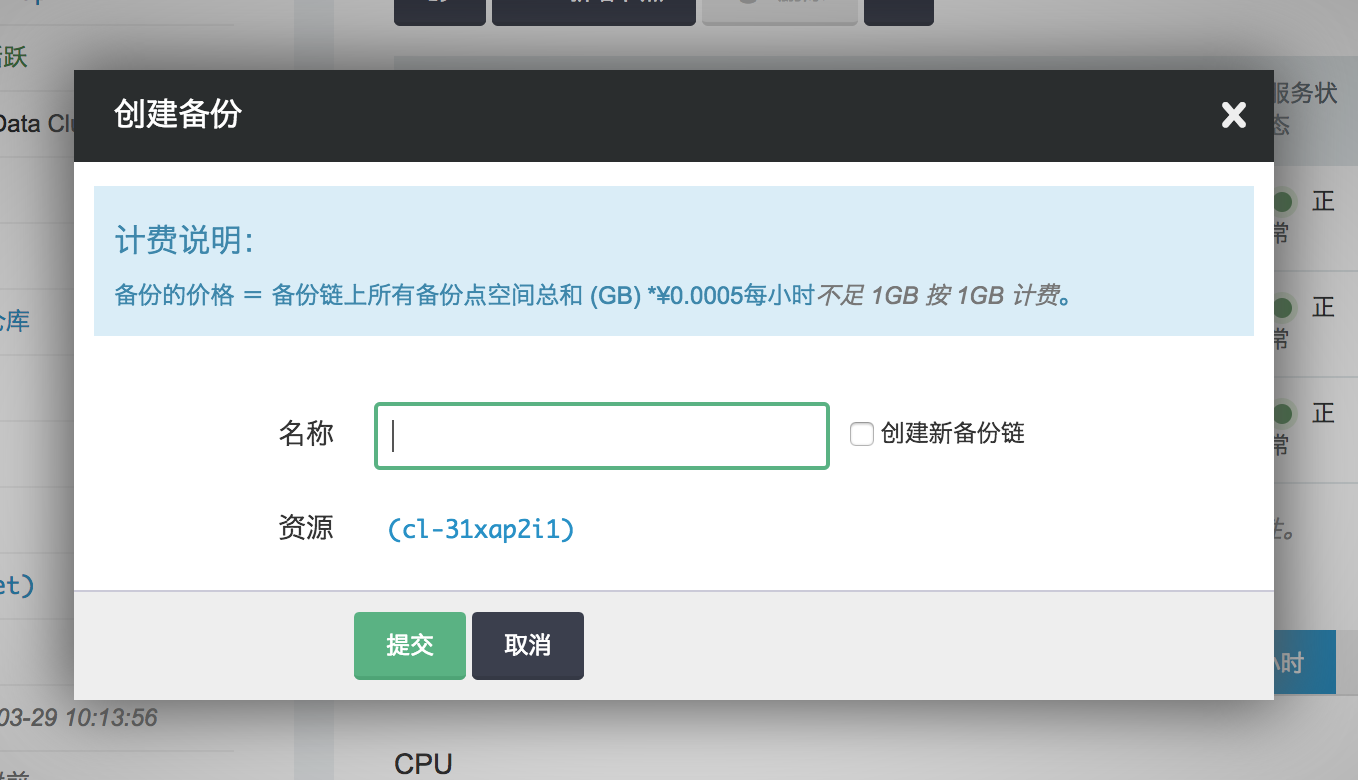 跃
Data Clu
服务状
态
创建备份
计费说明:
备份的价格 = 备份链上所有备份点空间总和 (GB) *¥0.0005每小时不足 1GB 按 1GB 计费。
正
常
仓库
正
常
名称
创建新备份链
正
常
资源
(cl-31xap2i1)
et)
提交
取消
小时
03-29 10:13:56
CPU